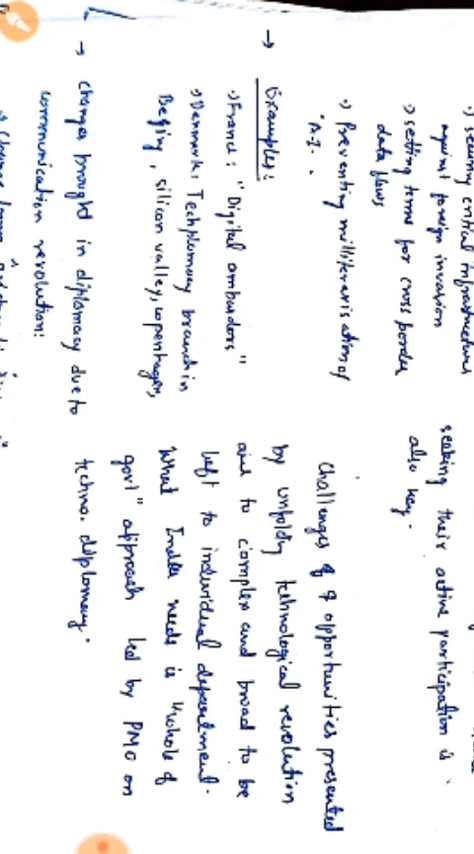 securing critical infrastructures
against foreign invasion
→ setting terms for cross border
data flows
→ Preventing millitarisation of
"A.I".
→ Examples:
→ France: "Digital ambassadors"
→ Denmark: Techplomacy branch in
Beijing, silicon valley, copenhagen,
→ Changes brought in diplomacy due to
communication revolution:
seeking their active participation is
also key.
Challenges & opportunities presented
by unfolding technological revolution
are to complex and broad to be
left to individual department.
What India needs is "whole of
govt" approach led by PMO on
techno. diplomacy.